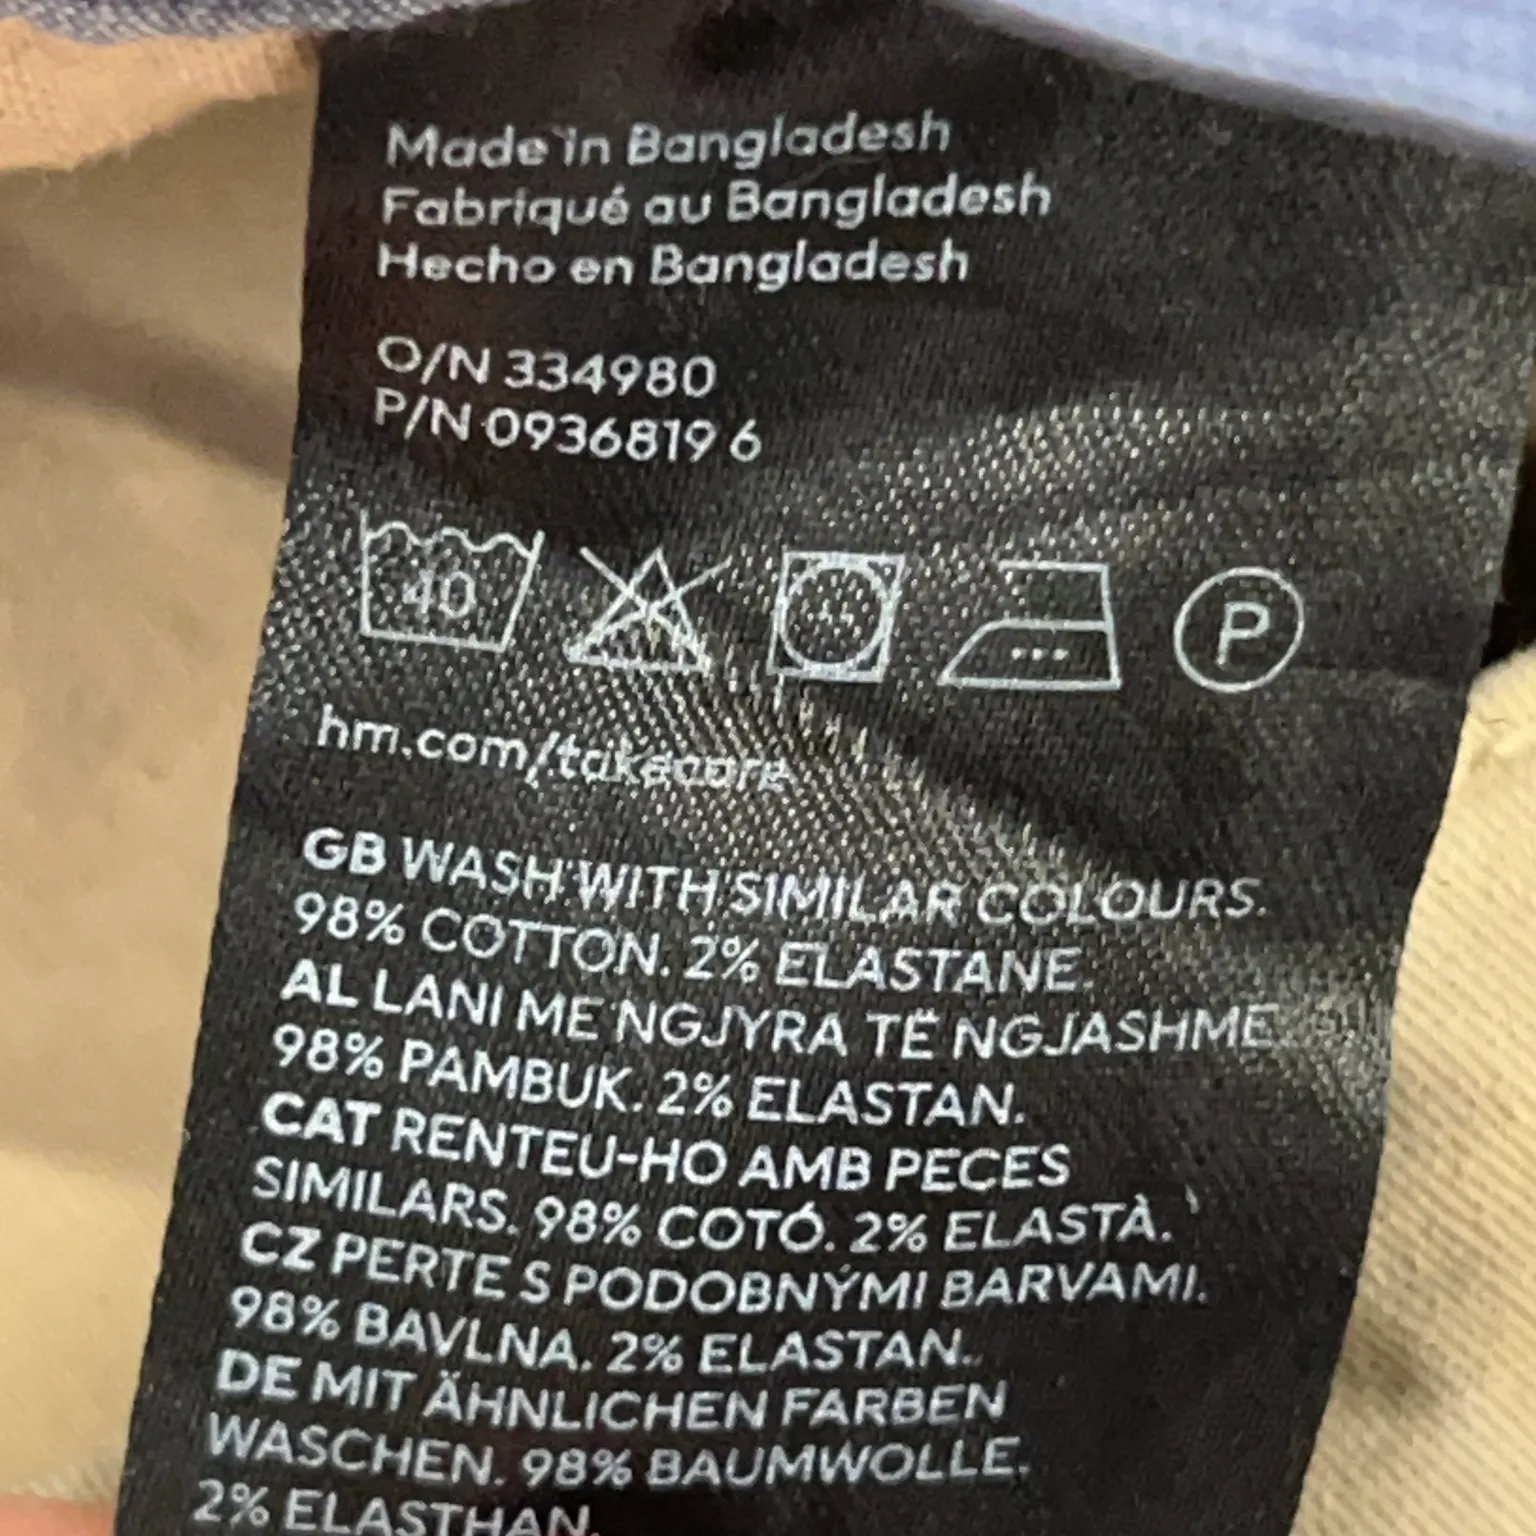 Made in Bangladesh
Fabriqué au Bangladesh
Hecho en Bangladesh
O/N 334980
P/N 0936819 6
40
P
hm.com/takecare
GB WASH WITH SIMILAR COLOURS.
98% COTTON. 2% ELASTANE.
AL LANI ME NGJYRA TË NGJASHME.
98% PAMBUK. 2% ELASTAN.
CAT RENTEU-HO AMB PECES
SIMILARS. 98% COTÓ. 2% ELASTÀ.
CZ PERTE S PODOBNÝMI BARVAMI.
98% BAVLNA. 2% ELASTAN.
DE MIT ÄHNLICHEN FARBEN
WASCHEN. 98% BAUMWOLLE.
2% ELASTHAN.